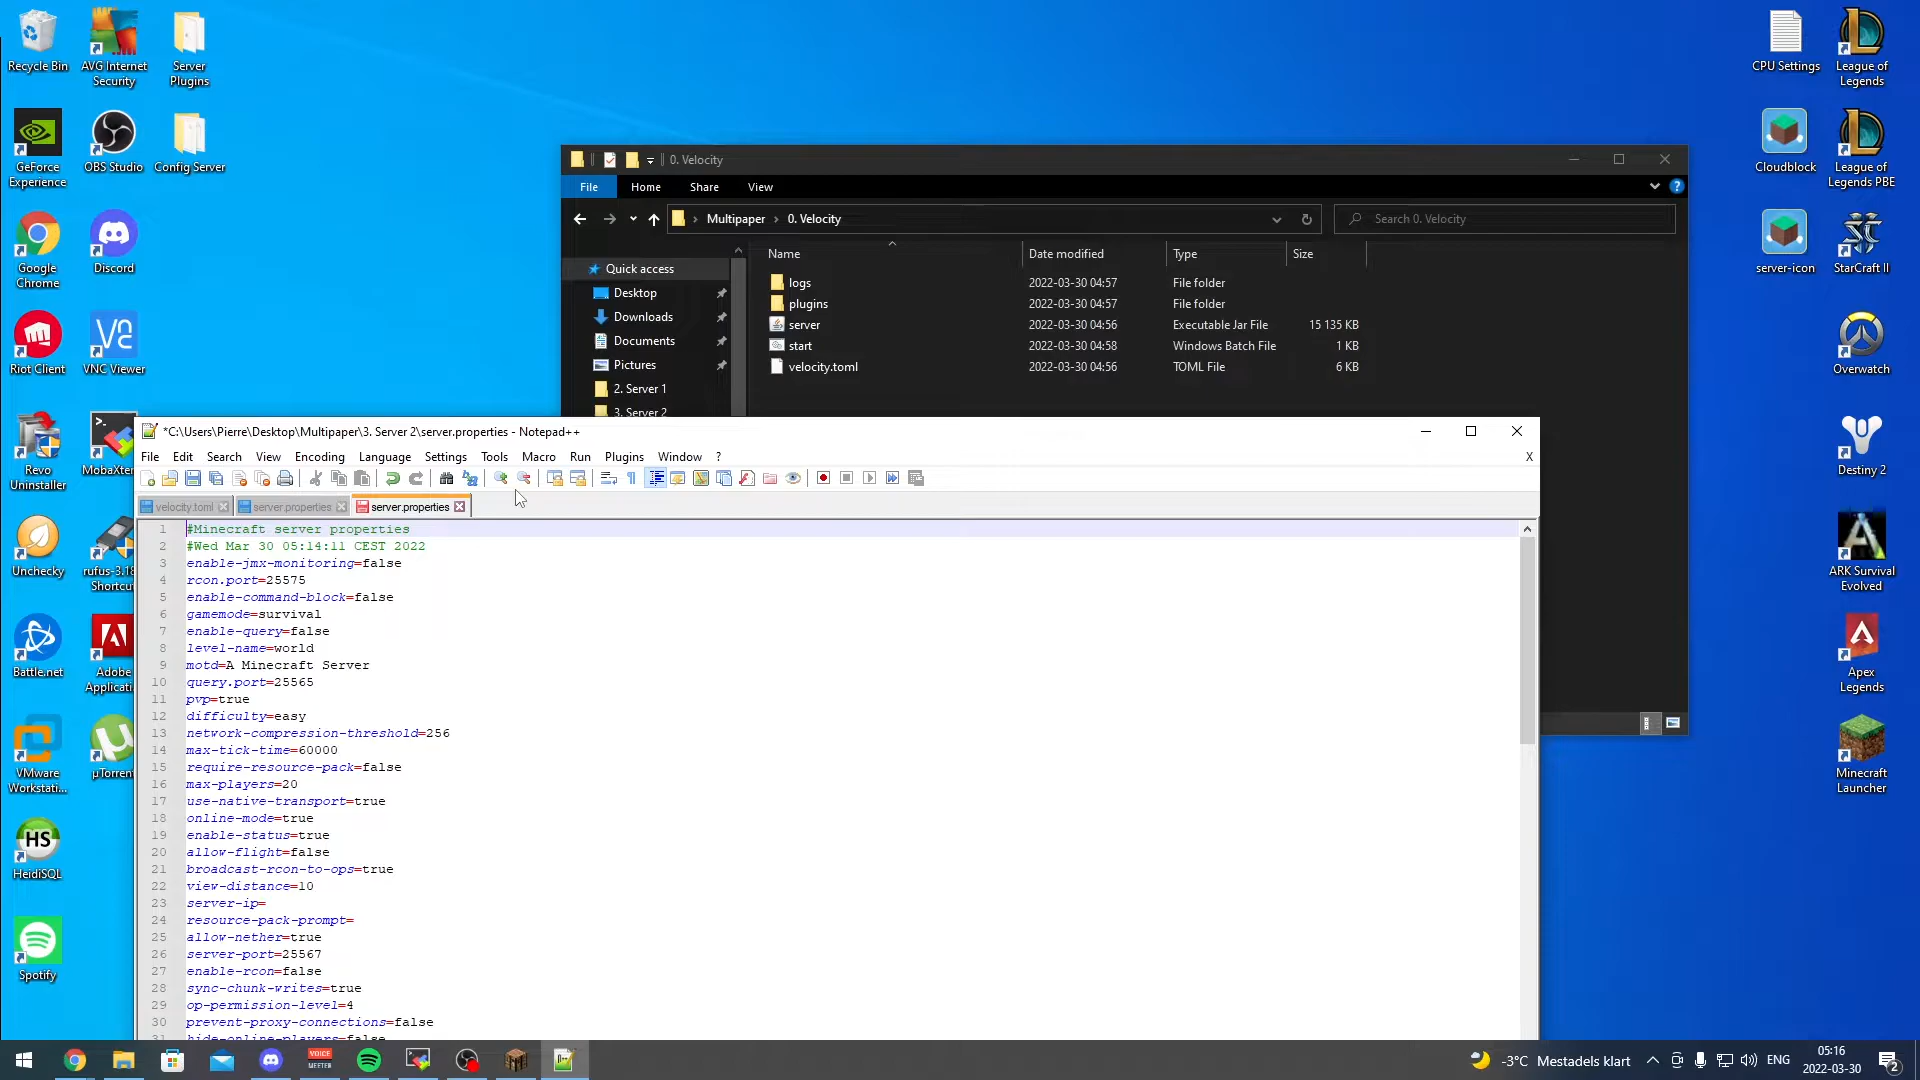 Recycle Bin
AVG Internet
Security
Server
Plugins
GeForce
Experience
OBS Studio
Config Server
Google
Chrome
Discord
Riot Client
VNC Viewer
Revo
Uninstaller
MobaXter
Unchecky
rufus-3.18
Shortcu
Battle.net
Adobe
Applicati
VMware
Workstati...
µTorrent
HeidiSQL
Spotify
CPU Settings
League of
Legends
Cloudblock
League of
Legends PBE
server-icon
StarCraft II
Overwatch
Destiny 2
ARK Survival
Evolved
Apex
Legends
Minecraft
Launcher
0. Velocity
File Home Share View
Multipaper › 0. Velocity
Search 0. Velocity
Name Date modified Type Size
Quick access
Desktop
Downloads
Documents
Pictures
2. Server 1
3. Server 2
logs 2022-03-30 04:57 File folder
plugins 2022-03-30 04:57 File folder
server 2022-03-30 04:56 Executable Jar File 15 135 KB
start 2022-03-30 04:58 Windows Batch File 1 KB
velocity.toml 2022-03-30 04:56 TOML File 6 KB
*C:\Users\Pierre\Desktop\Multipaper\3. Server 2\server.properties - Notepad++
File Edit Search View Encoding Language Settings Tools Macro Run Plugins Window ? X
velocity.toml server.properties server.properties
1 #Minecraft server properties
2 #Wed Mar 30 05:14:11 CEST 2022
3 enable-jmx-monitoring=false
4 rcon.port=25575
5 enable-command-block=false
6 gamemode=survival
7 enable-query=false
8 level-name=world
9 motd=A Minecraft Server
10 query.port=25565
11 pvp=true
12 difficulty=easy
13 network-compression-threshold=256
14 max-tick-time=60000
15 require-resource-pack=false
16 max-players=20
17 use-native-transport=true
18 online-mode=true
19 enable-status=true
20 allow-flight=false
21 broadcast-rcon-to-ops=true
22 view-distance=10
23 server-ip=
24 resource-pack-prompt=
25 allow-nether=true
26 server-port=25567
27 enable-rcon=false
28 sync-chunk-writes=true
29 op-permission-level=4
30 prevent-proxy-connections=false
31 hide-online-players=false
-3°C Mestadels klart
ENG
05:16
2022-03-30
2